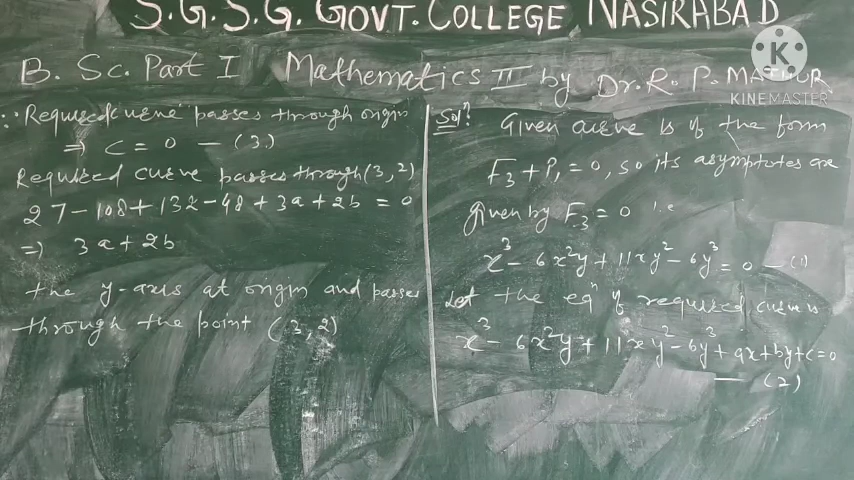 S.G.S.G. GOVT. COLLEGE, NASIRABAD
B. Sc. Part I Mathematics II by Dr. R. P. MATHUR
KINEMASTER
∵ Required curve passes through origin
⇒ c = 0 — (3)
Required curve passes through (3, 2)
27 - 108 + 132 - 48 + 3a + 2b = 0
⇒ 3a + 2b
the y-axis at origin and passes
through the point (3, 2)
Solⁿ: Given curve is of the form
F₃ + P₁ = 0, so its asymptotes are
given by F₃ = 0 i.e
x³ - 6x²y + 11xy² - 6y³ = 0 — (1)
Let the eqⁿ of required curve is
x³ - 6x²y + 11xy² - 6y³ + ax + by + c = 0
— (2)